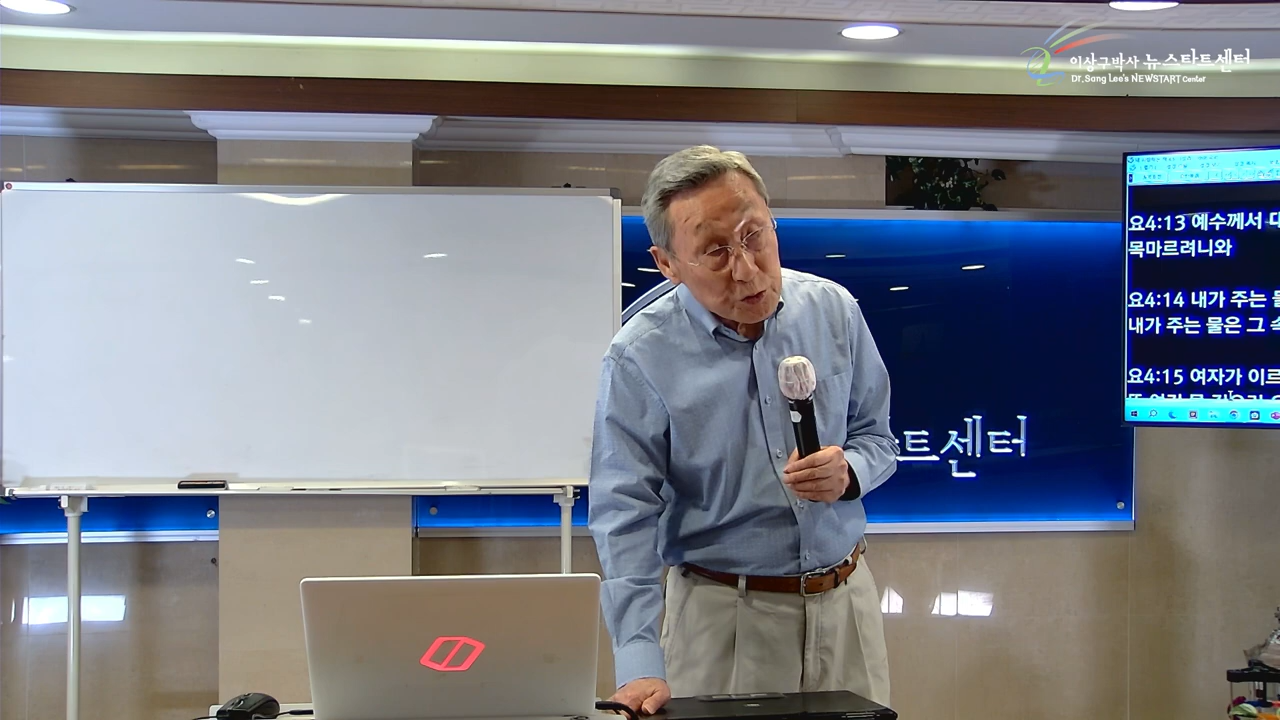 이상구박사 뉴스타트센터
Dr.Sang Lee's NEWSTART Center
요4:13 예수께서 대
목마르려니와
요4:14 내가 주는
내가 주는 물은 그 속
요4:15 여자가 이르
트센터